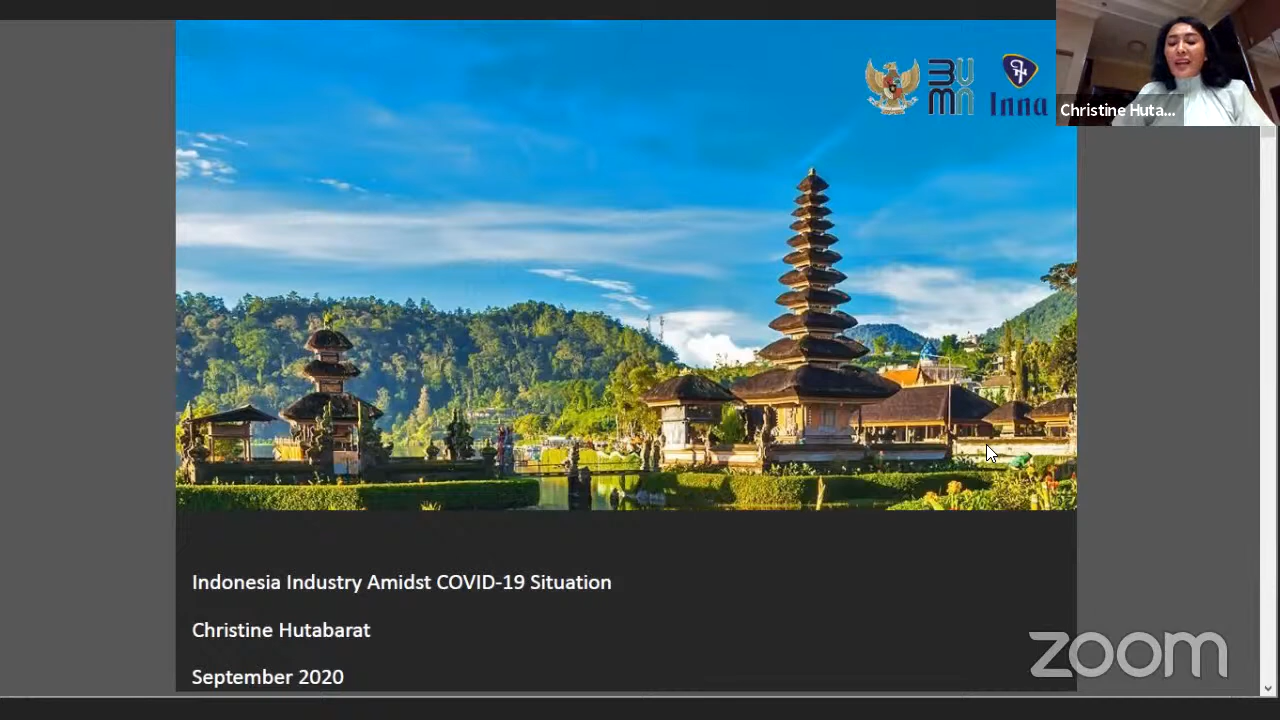 BUMN
Inna
Christine Huta...
Indonesia Industry Amidst COVID-19 Situation
Christine Hutabarat
September 2020
zoom